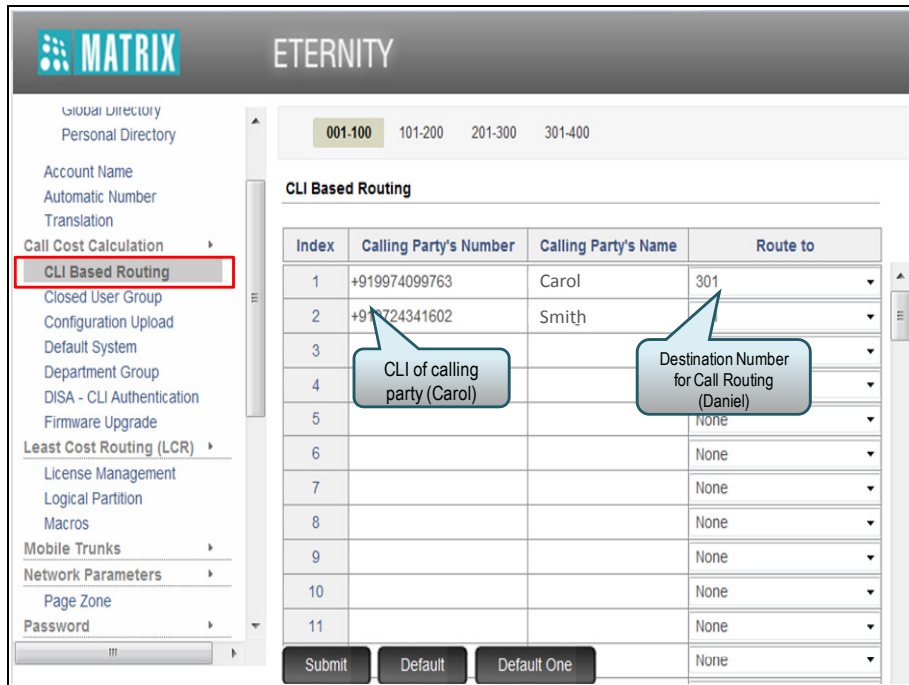 MATRIX
ETERNITY
Global Directory
Personal Directory
Account Name
Automatic Number
Translation
Call Cost Calculation
CLI Based Routing
Closed User Group
Configuration Upload
Default System
Department Group
DISA - CLI Authentication
Firmware Upgrade
Least Cost Routing (LCR)
License Management
Logical Partition
Macros
Mobile Trunks
Network Parameters
Page Zone
Password
001-100 101-200 201-300 301-400
CLI Based Routing
Index Calling Party's Number Calling Party's Name Route to
1 +919974099763 Carol 301
2 724341602 Smith
3
4
5 None
6 None
7 None
8 None
9 None
10 None
11 None
None
CLI of calling
party (Carol)
Destination Number
for Call Routing
(Daniel)
Submit Default Default One